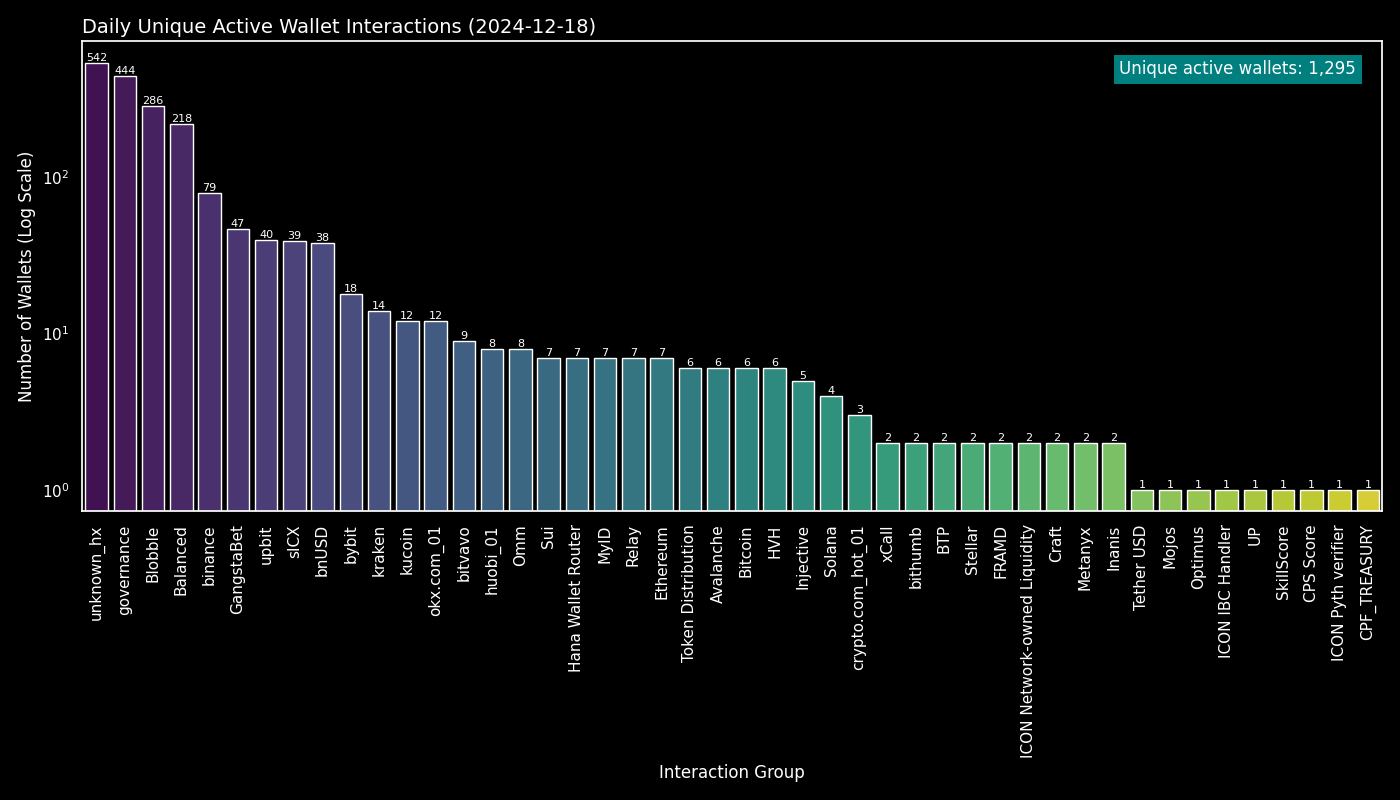 Daily Unique Active Wallet Interactions (2024-12-18)
Unique active wallets: 1,295
Number of Wallets (Log Scale)
10²
10¹
10⁰
542
444
286
218
79
47
40
39
38
18
14
12
12
9
8
8
7
7
7
7
7
6
6
6
6
5
4
3
2
2
2
2
2
2
2
2
2
1
1
1
1
1
1
1
1
1
unknown_hx
governance
Blobble
Balanced
binance
GangstaBet
upbit
sICX
bnUSD
bybit
kraken
kucoin
okx.com_01
bitvavo
huobi_01
Omm
Sui
Hana Wallet Router
MyID
Relay
Ethereum
Token Distribution
Avalanche
Bitcoin
HVH
Injective
Solana
crypto.com_hot_01
xCall
bithumb
BTP
Stellar
FRAMD
ICON Network-owned Liquidity
Craft
Metanyx
Inanis
Tether USD
Mojos
Optimus
ICON IBC Handler
UP
SkillScore
CPS Score
ICON Pyth verifier
CPF_TREASURY
Interaction Group